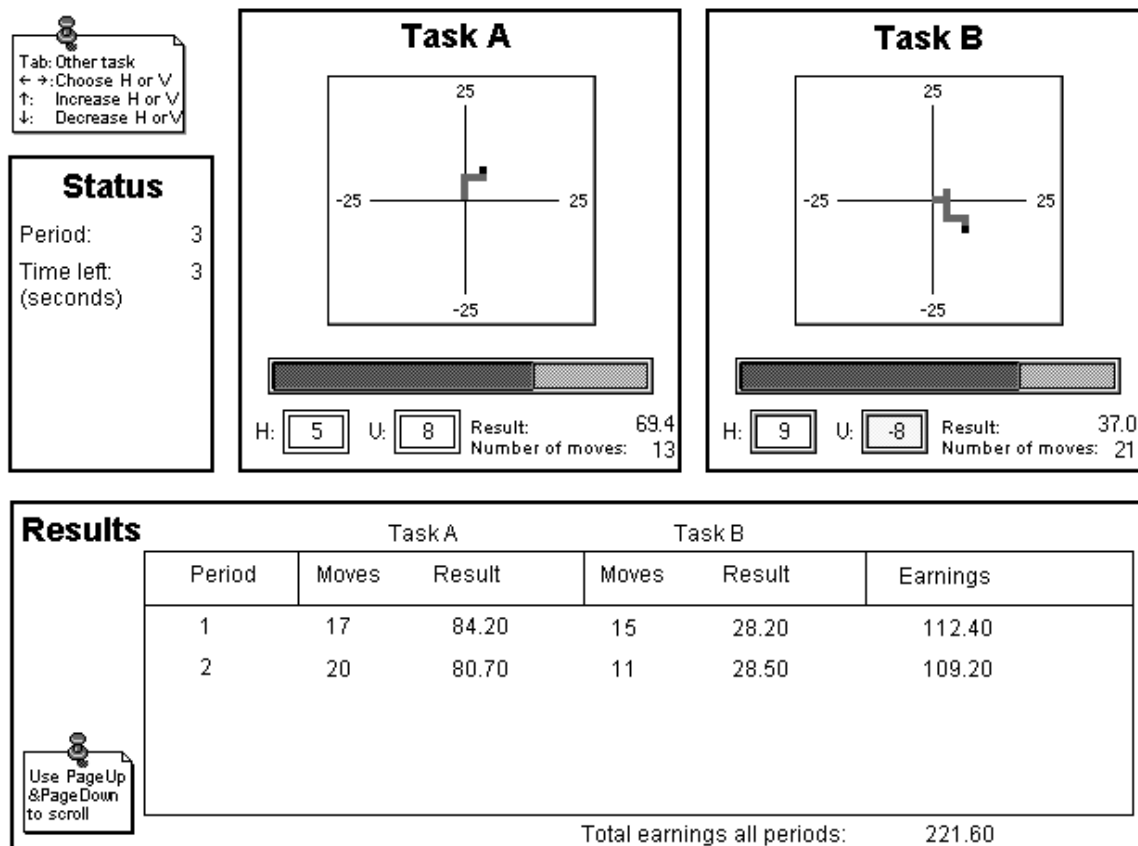 Tab: Other task
← →: Choose H or V
↑: Increase H or V
↓: Decrease H or V
Status
Period: 3
Time left: 3
(seconds)
Task A
25
-25 25
-25
H: 5 U: 8 Result: 69.4
Number of moves: 13
Task B
25
-25 25
-25
H: 9 U: -8 Result: 37.0
Number of moves: 21
Results
Task A Task B
Period Moves Result Moves Result Earnings
1 17 84.20 15 28.20 112.40
2 20 80.70 11 28.50 109.20
Use PageUp
&PageDown
to scroll
Total earnings all periods: 221.60